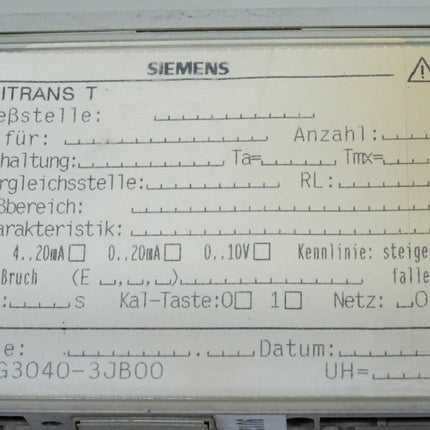 SIEMENS
ITRANS T
eßstelle:
für: Anzahl:
haltung: Ta= Tmx=
rgleichsstelle: RL:
ßbereich:
arakteristik:
4..20mA 0..20mA 0..10V Kennlinie: steige
Bruch (E , , , ) falle
: s Kal-Taste:0 1 Netz:
e: . . Datum:
G3040-3JB00 UH=